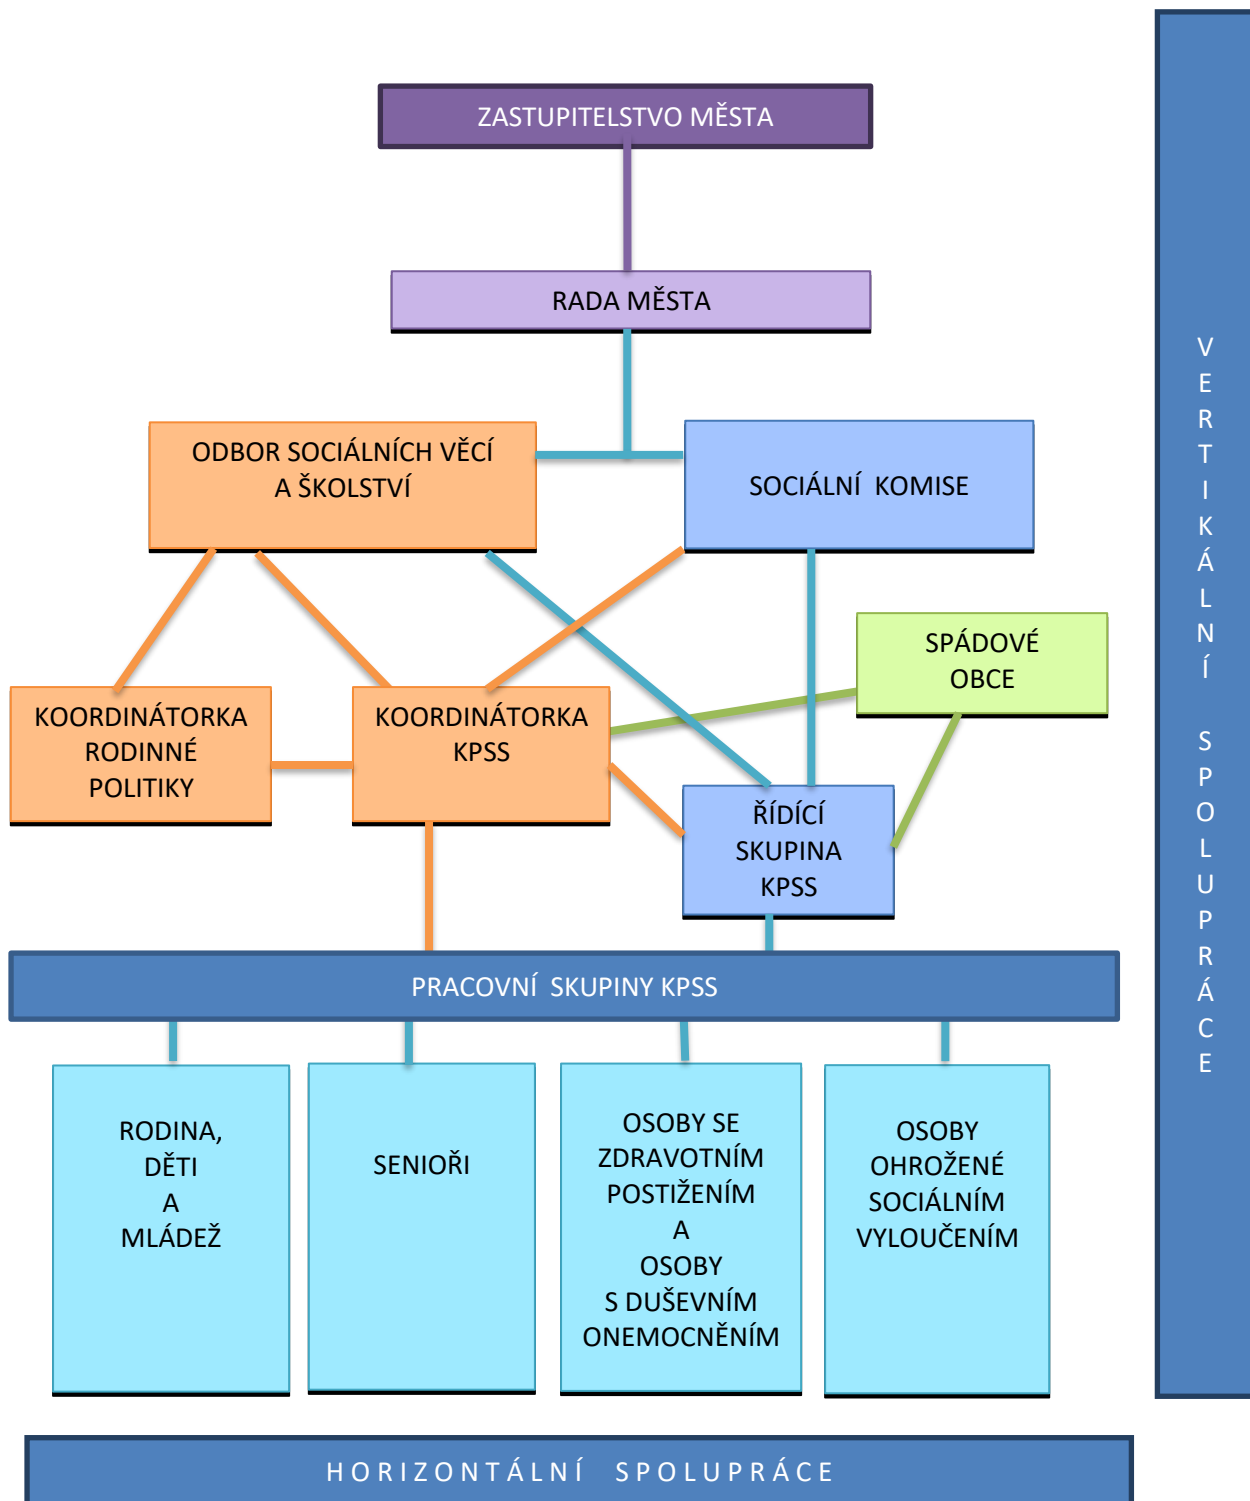 ZASTUPITELSTVO MĚSTA
RADA MĚSTA
ODBOR SOCIÁLNÍCH VĚCÍ
A ŠKOLSTVÍ
SOCIÁLNÍ KOMISE
SPÁDOVÉ
OBCE
KOORDINÁTORKA
RODINNÉ
POLITIKY
KOORDINÁTORKA
KPSS
ŘÍDÍCÍ
SKUPINA
KPSS
PRACOVNÍ SKUPINY KPSS
RODINA,
DĚTI
A
MLÁDEŽ
SENIOŘI
OSOBY SE
ZDRAVOTNÍM
POSTIŽENÍM
A
OSOBY
S DUŠEVNÍM
ONEMOCNĚNÍM
OSOBY
OHROŽENÉ
SOCIÁLNÍM
VYLOUČENÍM
HORIZONTÁLNÍ SPOLUPRÁCE
VERTIKÁLNÍ SPOLUPRÁCE